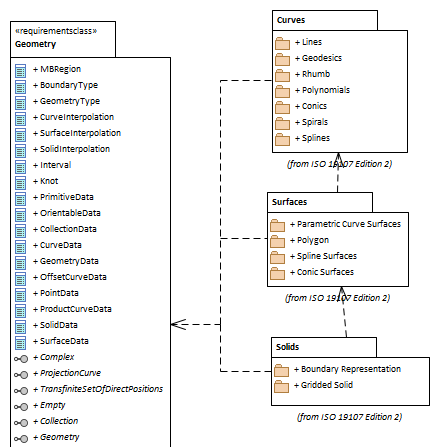 «requirementsclass»
Geometry
+ MBRegion
+ BoundaryType
+ GeometryType
+ CurveInterpolation
+ SurfaceInterpolation
+ SolidInterpolation
+ Interval
+ Knot
+ PrimitiveData
+ OrientableData
+ CollectionData
+ CurveData
+ GeometryData
+ OffsetCurveData
+ PointData
+ ProductCurveData
+ SolidData
+ SurfaceData
+ Complex
+ ProjectionCurve
+ TransfiniteSetOfDirectPositions
+ Empty
+ Collection
+ Geometry
Curves
+ Lines
+ Geodesics
+ Rhumb
+ Polynomials
+ Conics
+ Spirals
+ Splines
(from ISO 19107 Edition 2)
Surfaces
+ Parametric Curve Surfaces
+ Polygon
+ Spline Surfaces
+ Conic Surfaces
(from ISO 19107 Edition 2)
Solids
+ Boundary Representation
+ Gridded Solid
(from ISO 19107 Edition 2)